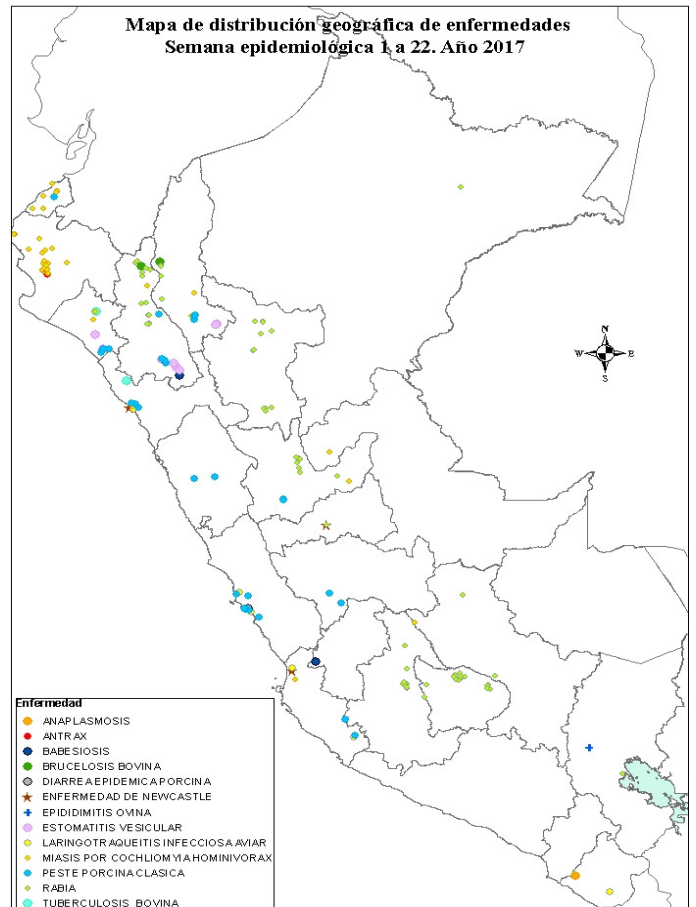 Mapa de distribución geográfica de enfermedades
Semana epidemiológica 1 a 22. Año 2017
N
W
E
S
Enfermedad
ANAPLASMOSIS
ANTRAX
BABESIOSIS
BRUCELOSIS BOVINA
DIARREA EPIDEMICA PORCINA
ENFERMEDAD DE NEWCASTLE
EPIDIDIMITIS OVINA
ESTOMATITIS VESICULAR
LARINGOTRAQUEITIS INFECCIOSA AVIAR
MIASIS POR COCHLIOMYIA HOMINIVORAX
PESTE PORCINA CLASICA
RABIA
TUBERCULOSIS BOVINA